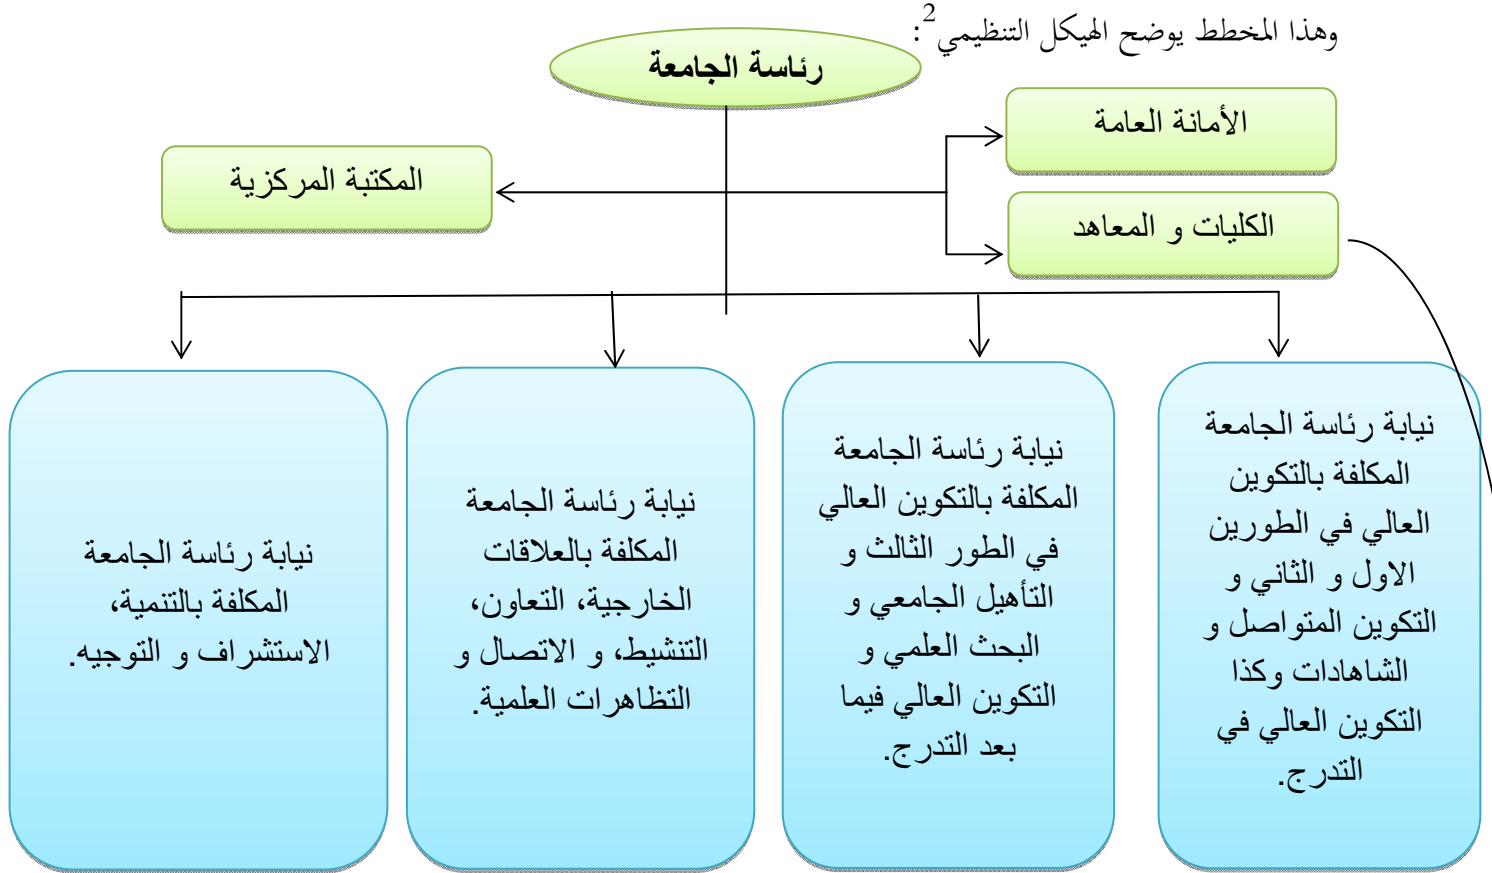 وهذا المخطط يوضح الهيكل التنظيمي2:
رئاسة الجامعة
الأمانة العامة
المكتبة المركزية
الكليات و المعاهد
نيابة رئاسة الجامعة
المكلفة بالتكوين
العالي في الطورين
الاول و الثاني و
التكوين المتواصل و
الشاهادات وكذا
التكوين العالي في
التدرج.
نيابة رئاسة الجامعة
المكلفة بالتكوين العالي
في الطور الثالث و
التأهيل الجامعي و
البحث العلمي و
التكوين العالي فيما
بعد التدرج.
نيابة رئاسة الجامعة
المكلفة بالعلاقات
الخارجية، التعاون،
التنشيط، و الاتصال و
التظاهرات العلمية.
نيابة رئاسة الجامعة
المكلفة بالتنمية،
الاستشراف و التوجيه.